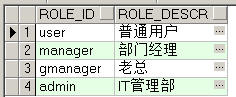 ROLE_ID ROLE_DESCR
1 user 普通用户 ...
2 manager 部门经理 ...
3 gmanager 老总 ...
4 admin IT管理部 ...